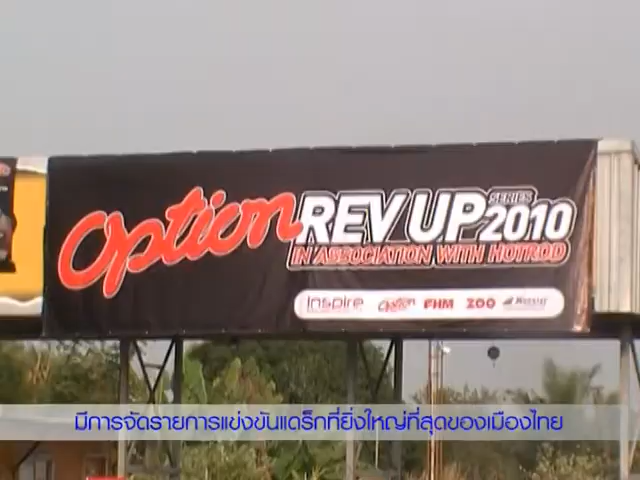 Option REV UP SERIES 2010
IN ASSOCIATION WITH HOTROD
inspire Option FHM ZOO
มีการจัดรายการแข่งขันแดร็กที่ยิ่งใหญ่ที่สุดของเมืองไทย